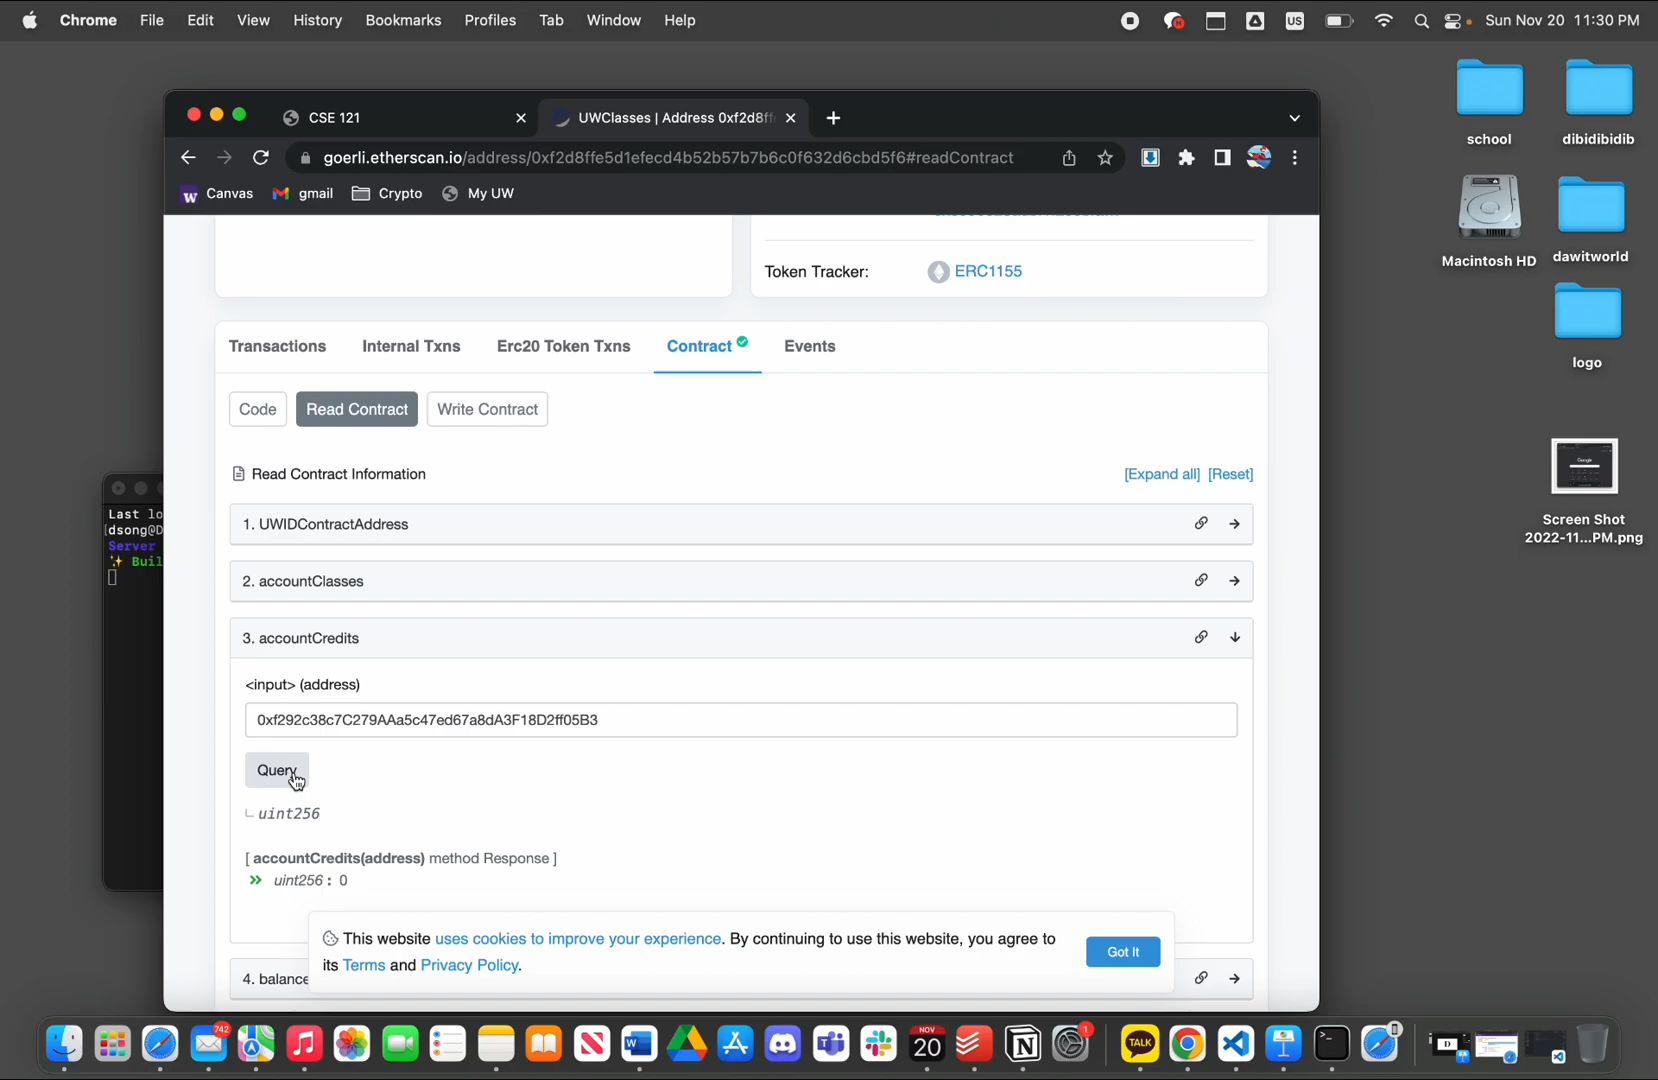 Chrome File Edit View History Bookmarks Profiles Tab Window Help US Sun Nov 20 11:30 PM
school dibidibidib
Macintosh HD dawitworld
logo
Screen Shot
2022-11...PM.png
CSE 121 UWClasses | Address 0xf2d8ff
goerli.etherscan.io/address/0xf2d8ffe5d1efecd4b52b57b7b6c0f632d6cbd5f6#readContract
W Canvas gmail Crypto My UW
Token Tracker: ERC1155
Transactions Internal Txns Erc20 Token Txns Contract Events
Code Read Contract Write Contract
Read Contract Information [Expand all] [Reset]
1. UWIDContractAddress
2. accountClasses
3. accountCredits
<input> (address)
0xf292c38c7C279AAa5c47ed67a8dA3F18D2ff05B3
Query
uint256
[ accountCredits(address) method Response ]
uint256 : 0
This website uses cookies to improve your experience. By continuing to use this website, you agree to
its Terms and Privacy Policy.
Got It
4. balance
Last lo
[dsong@D
Server
Buil
742 NOV 20 1 TALK